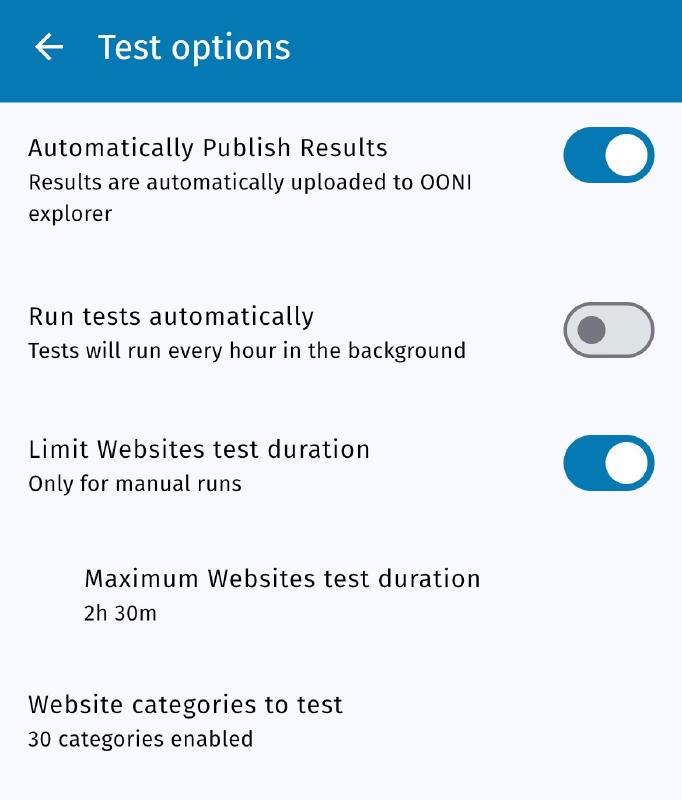 Test options
Automatically Publish Results
Results are automatically uploaded to OONI
explorer
Run tests automatically
Tests will run every hour in the background
Limit Websites test duration
Only for manual runs
Maximum Websites test duration
2h 30m
Website categories to test
30 categories enabled